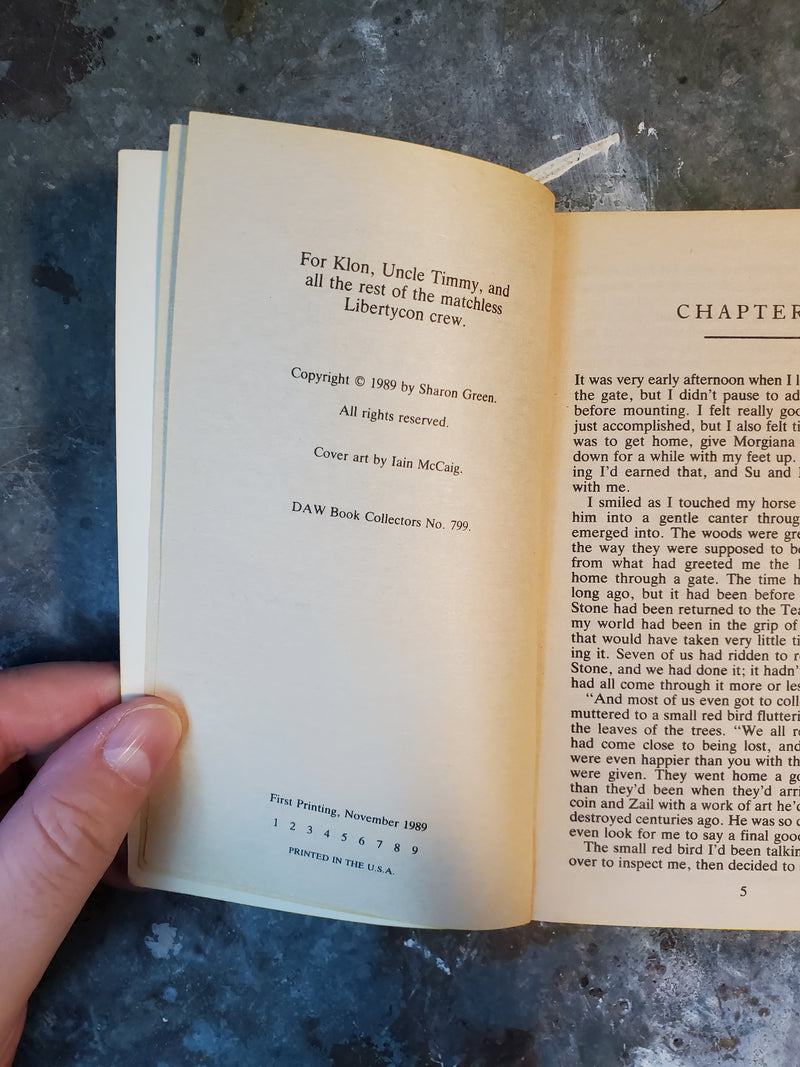 For Klon, Uncle Timmy, and
all the rest of the matchless
Libertycon crew.
Copyright © 1989 by Sharon Green.
All rights reserved.
Cover art by Iain McCaig.
DAW Book Collectors No. 799.
First Printing, November 1989
1 2 3 4 5 6 7 8 9
PRINTED IN THE U.S.A.
CHAPTER
It was very early afternoon when I
the gate, but I didn't pause to
before mounting. I felt really
just accomplished, but I also felt
was to get home, give Morgiana
down for a while with my feet up.
ing I'd earned that, and Su and
with me.
I smiled as I touched my horse
him into a gentle canter
emerged into. The woods were
the way they were supposed to
from what had greeted me the
home through a gate. The time
long ago, but it had been before
Stone had been returned to the
my world had been in the grip of
that would have taken very little
ing it. Seven of us had ridden to
Stone, and we had done it; it
had all come through it more or
"And most of us even got to
muttered to a small red bird
the leaves of the trees. "We all
had come close to being lost, and
were even happier than you with
were given. They went home a
than they'd been when they'd
coin and Zail with a work of art
destroyed centuries ago. He was so
even look for me to say a final
The small red bird I'd been
over to inspect me, then decided to
5